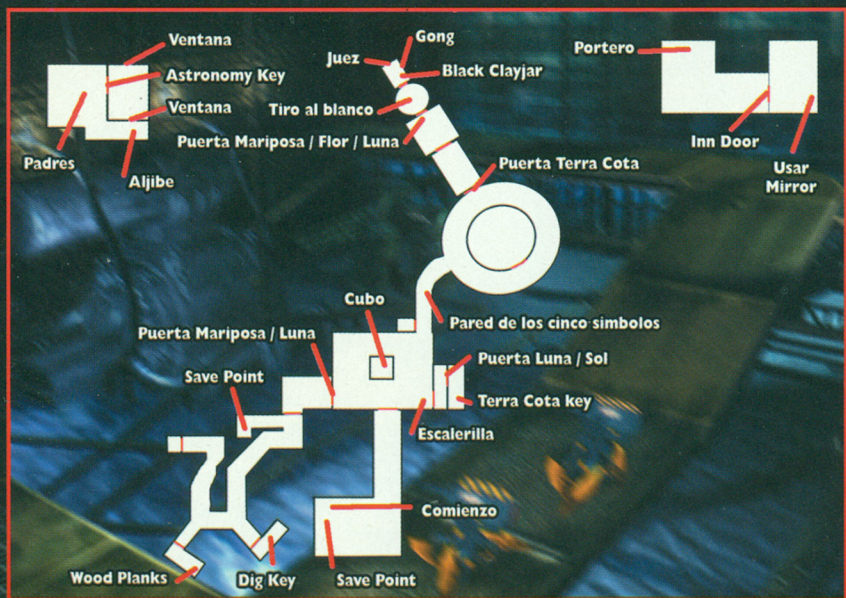 Ventana
Astronomy Key
Ventana
Padres
Aljibe
Gong
Juez
Black Clayjar
Tiro al blanco
Puerta Mariposa / Flor / Luna
Puerta Terra Cota
Portero
Inn Door
Usar
Mirror
Cubo
Pared de los cinco simbolos
Puerta Mariposa / Luna
Puerta Luna / Sol
Save Point
Terra Cota key
Escalerilla
Comienzo
Wood Planks
Dig Key
Save Point